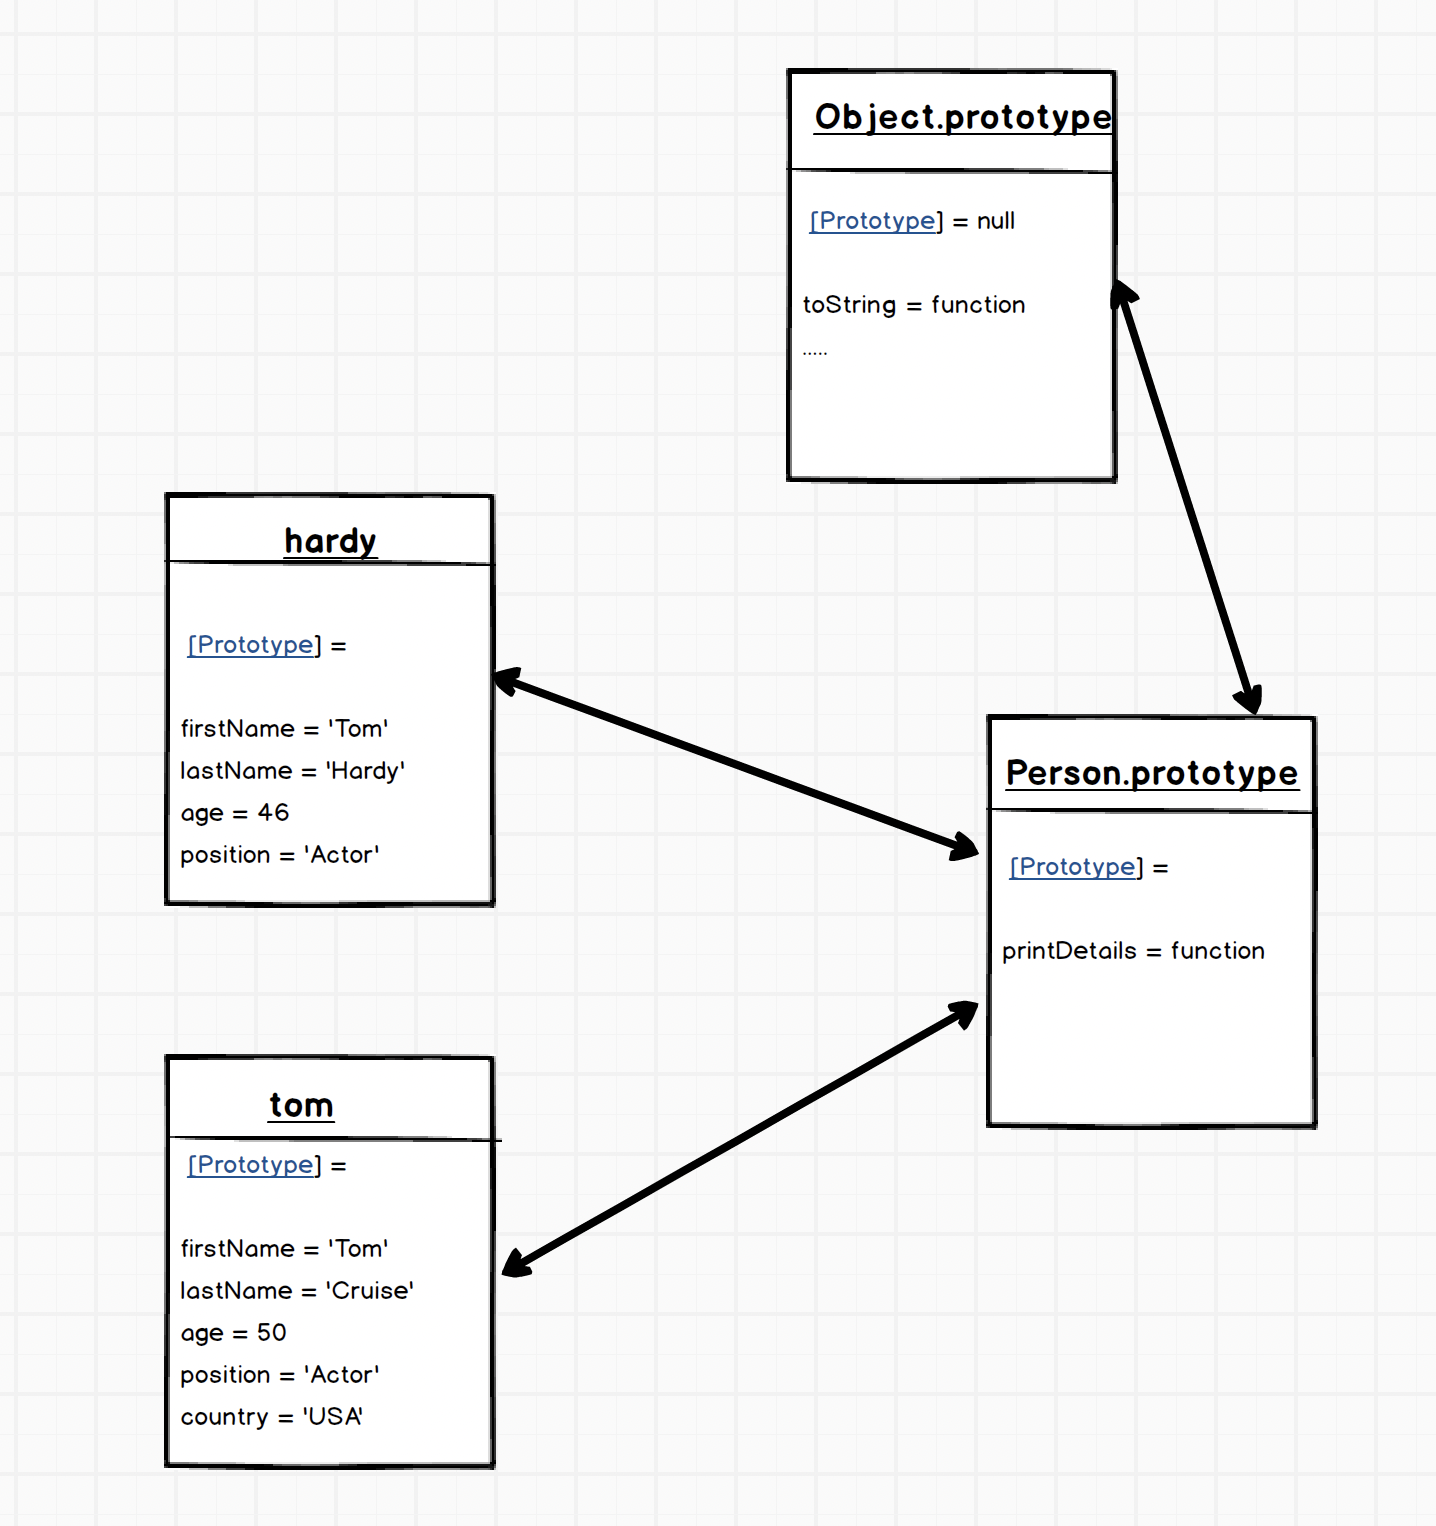 Object.prototype
[Prototype] = null
toString = function
.....
hardy
[Prototype] =
firstName = 'Tom'
lastName = 'Hardy'
age = 46
position = 'Actor'
Person.prototype
[Prototype] =
printDetails = function
tom
[Prototype] =
firstName = 'Tom'
lastName = 'Cruise'
age = 50
position = 'Actor'
country = 'USA'